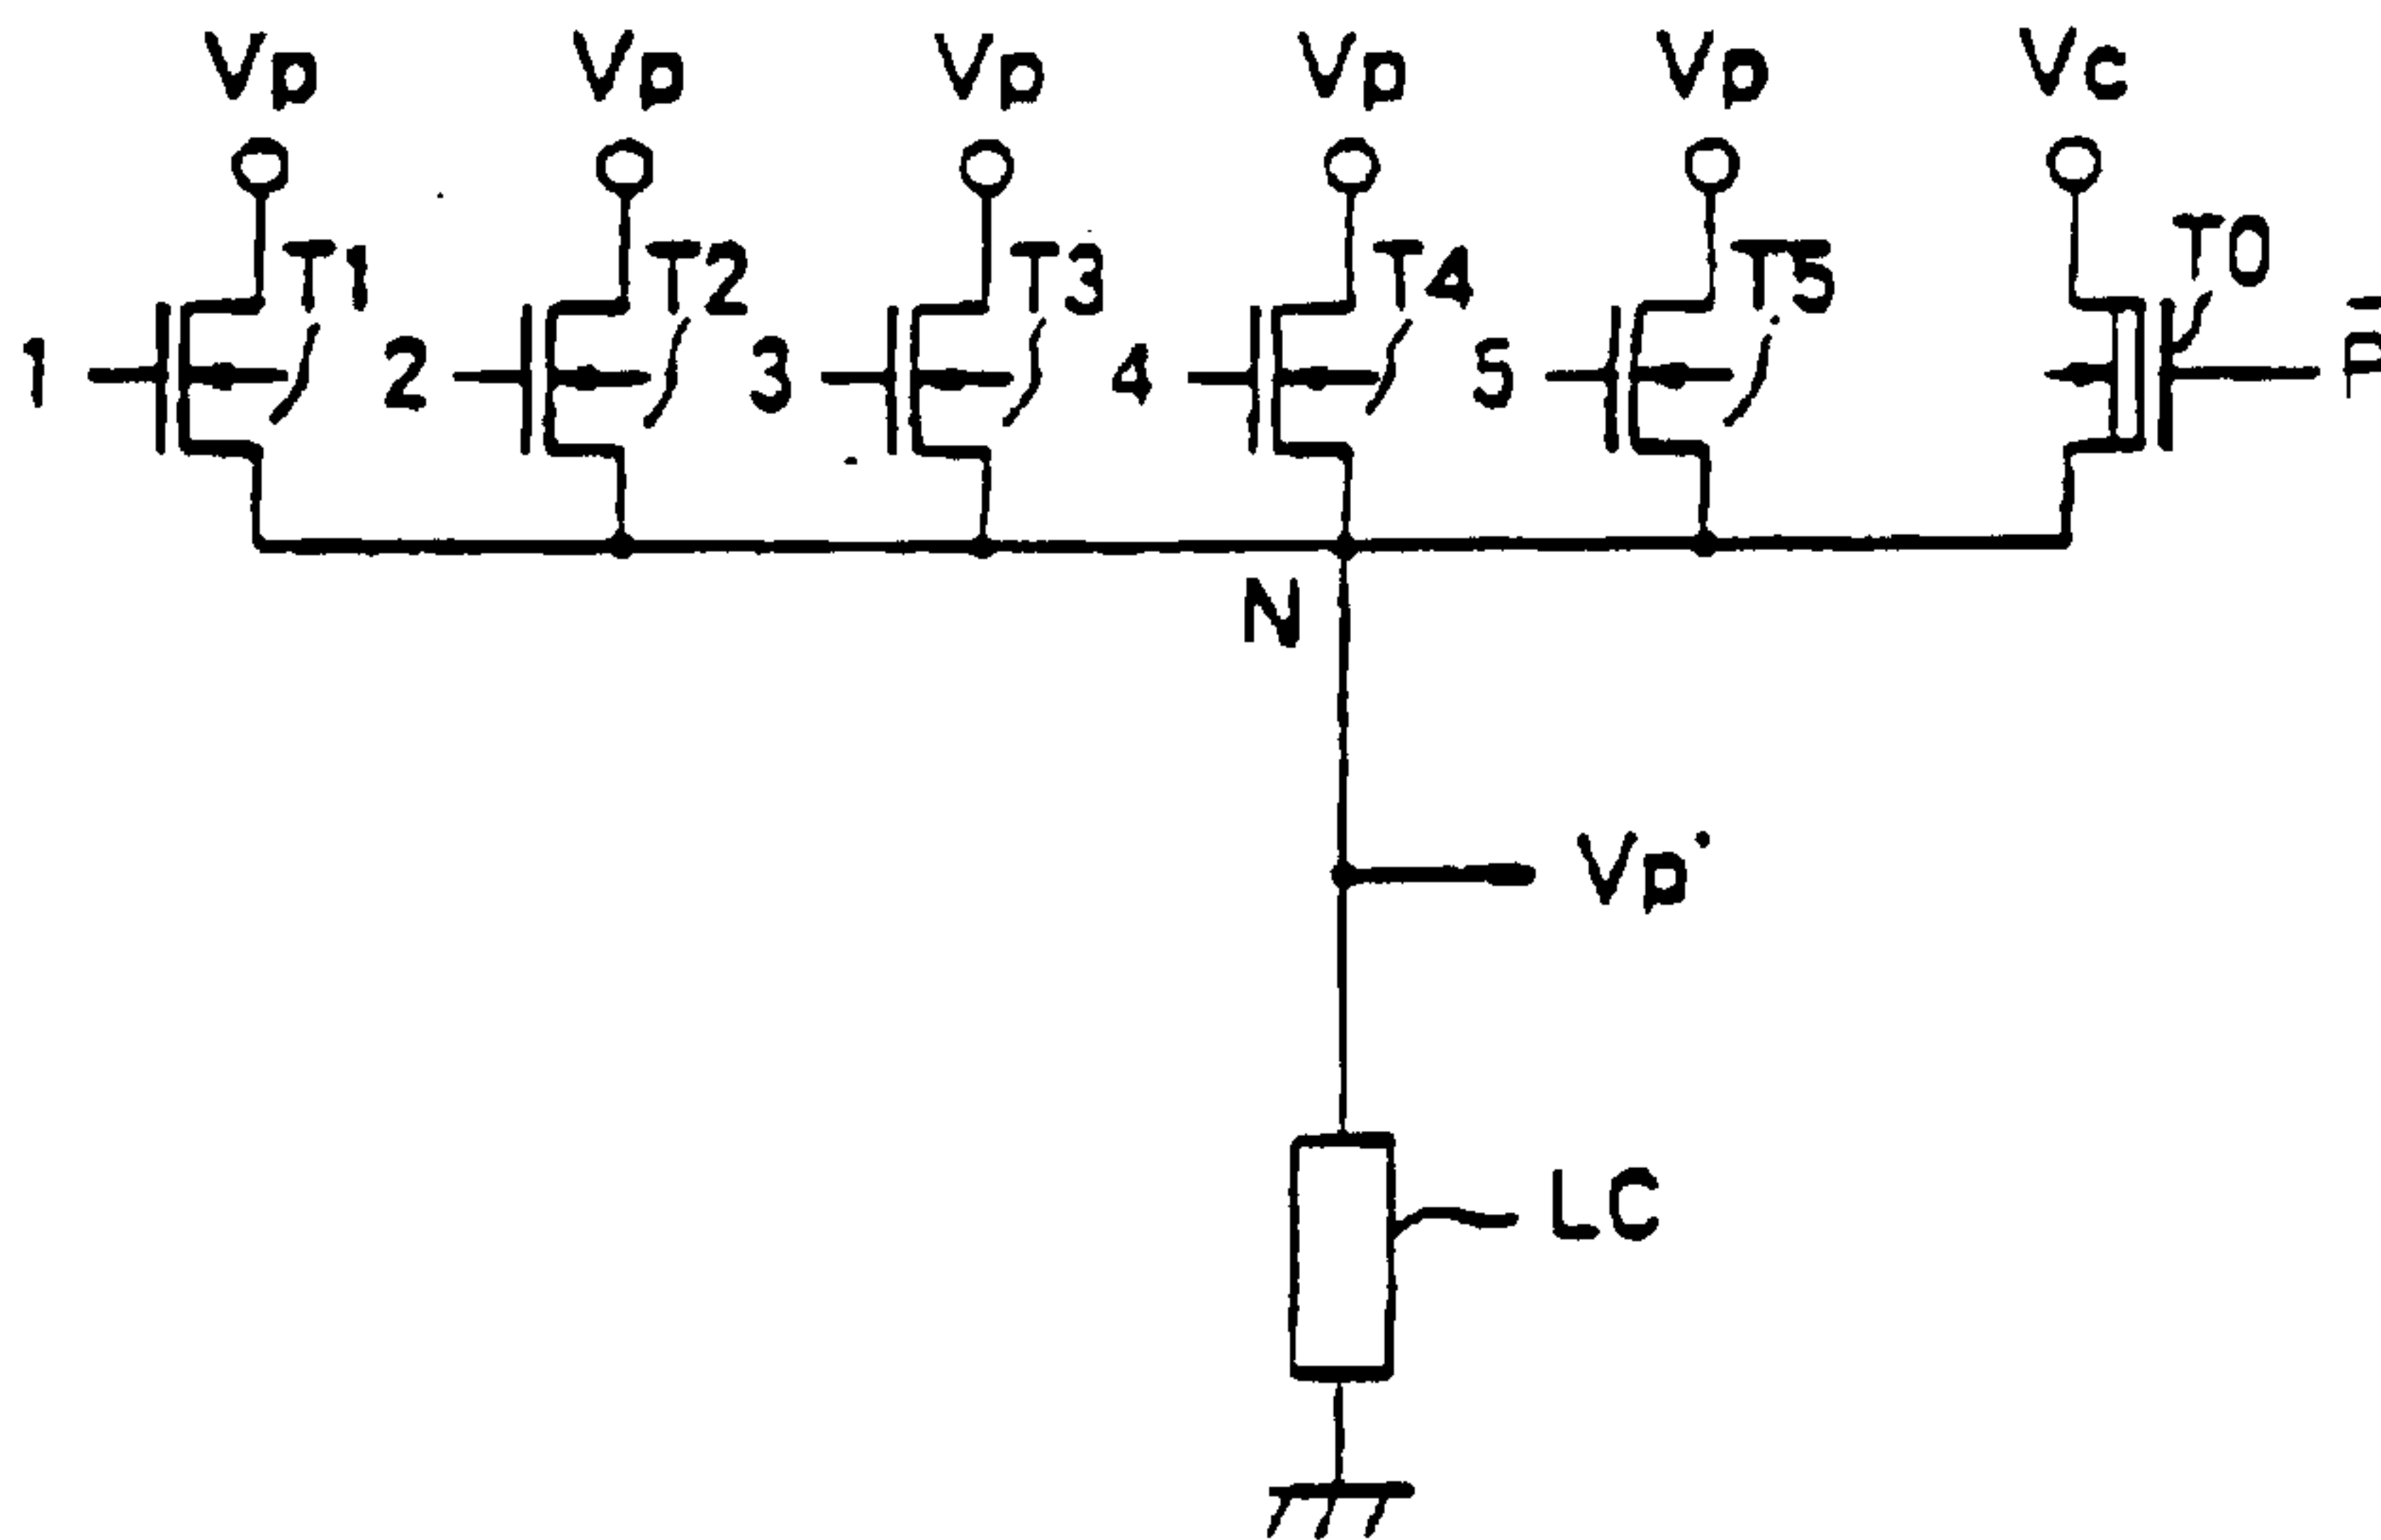 Vp Vp Vp Vp Vp Vc
T1 T2 T3 T4 T5 T0
1 2 3 4 5 P̅
N
Vp'
LC